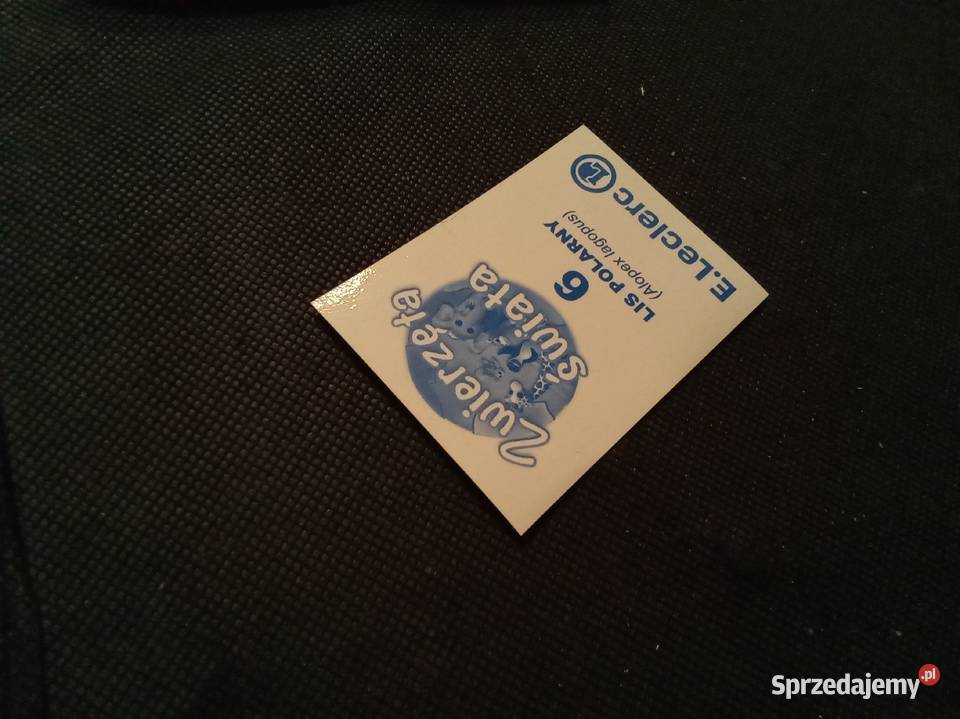 Zwierzęta
Świata
6
LIS POLARNY
(Alopex lagopus)
E.Leclerc L
Sprzedajemy.pl